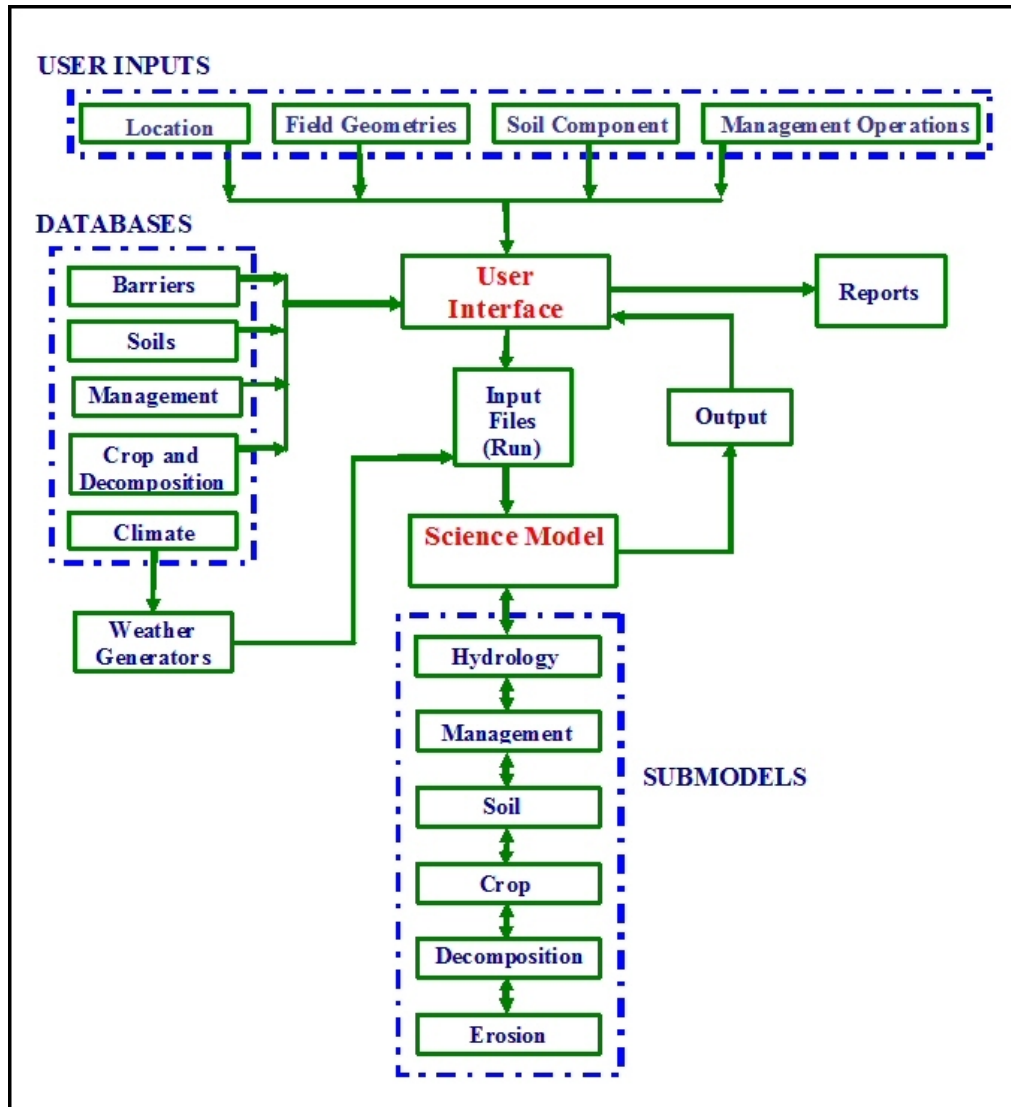 USER INPUTS
Location
Field Geometries
Soil Component
Management Operations
DATABASES
Barriers
Soils
Management
Crop and
Decomposition
Climate
Weather
Generators
User
Interface
Reports
Input
Files
(Run)
Output
Science Model
Hydrology
Management
Soil
Crop
Decomposition
Erosion
SUBMODELS